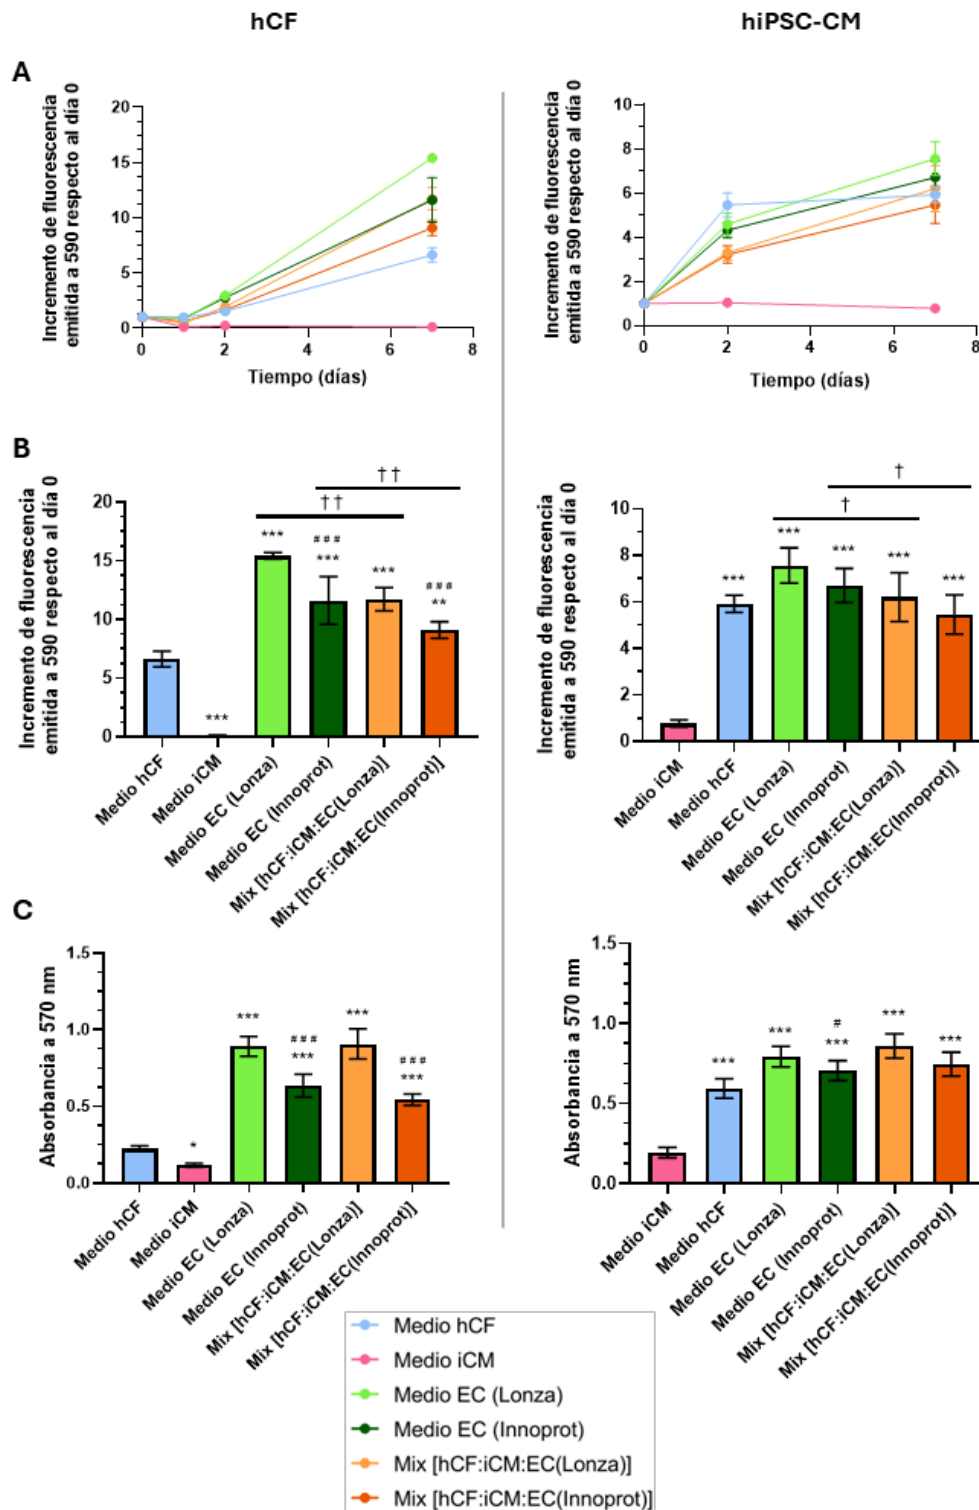 hCF
hiPSC-CM
A
Incremento de fluorescencia
emitida a 590 respecto al día 0
20
15
10
5
0
0
2
4
6
8
Tiempo (días)
Incremento de fluorescencia
emitida a 590 respecto al día 0
10
8
6
4
2
0
0
2
4
6
8
Tiempo (días)
B
Incremento de fluorescencia
emitida a 590 respecto al día 0
20
15
10
5
0
***
***
###
***
***
###
**
††
††
Medio hCF
Medio iCM
Medio EC (Lonza)
Medio EC (Innoprot)
Mix [hCF:iCM:EC(Lonza)]
Mix [hCF:iCM:EC(Innoprot)]
Incremento de fluorescencia
emitida a 590 respecto al día 0
10
8
6
4
2
0
***
***
***
***
***
†
†
Medio iCM
Medio hCF
Medio EC (Lonza)
Medio EC (Innoprot)
Mix [hCF:iCM:EC(Lonza)]
Mix [hCF:iCM:EC(Innoprot)]
C
Absorbancia a 570 nm
1.5
1.0
0.5
0.0
*
***
###
***
***
###
***
Medio hCF
Medio iCM
Medio EC (Lonza)
Medio EC (Innoprot)
Mix [hCF:iCM:EC(Lonza)]
Mix [hCF:iCM:EC(Innoprot)]
Absorbancia a 570 nm
1.5
1.0
0.5
0.0
***
***
#
***
***
***
Medio iCM
Medio hCF
Medio EC (Lonza)
Medio EC (Innoprot)
Mix [hCF:iCM:EC(Lonza)]
Mix [hCF:iCM:EC(Innoprot)]
Medio hCF
Medio iCM
Medio EC (Lonza)
Medio EC (Innoprot)
Mix [hCF:iCM:EC(Lonza)]
Mix [hCF:iCM:EC(Innoprot)]